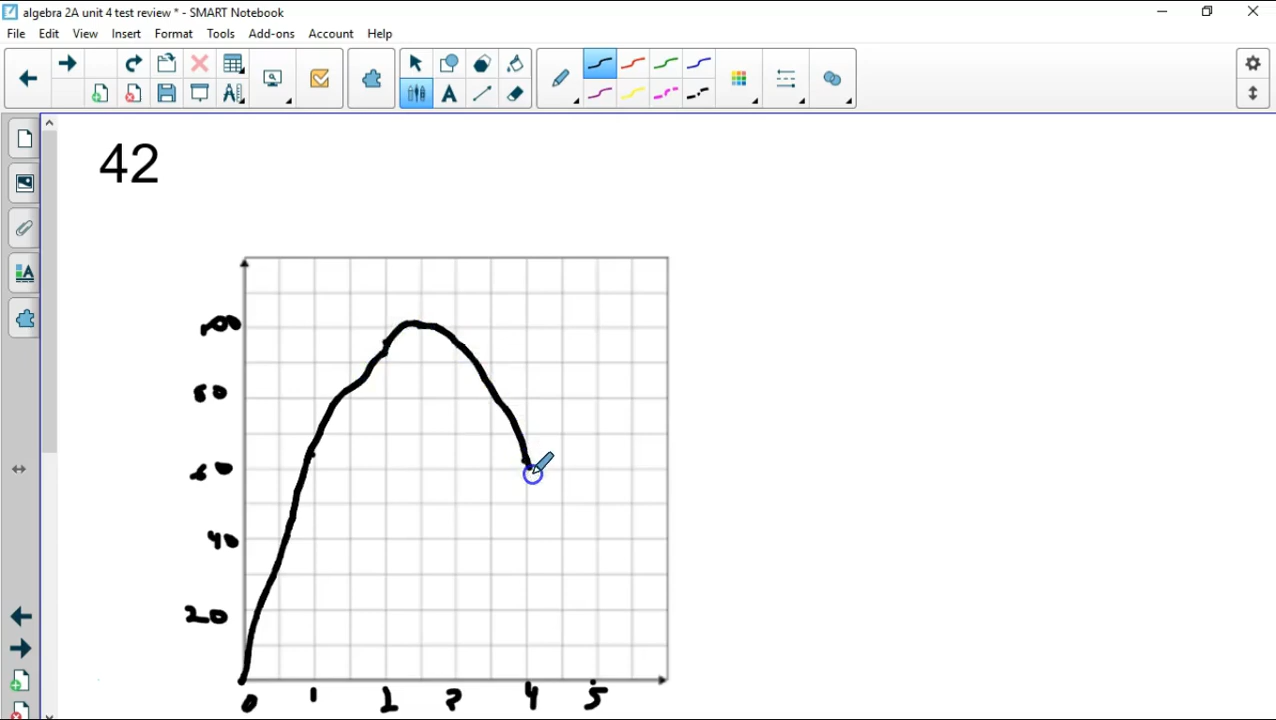 algebra 2A unit 4 test review * - SMART Notebook
File Edit View Insert Format Tools Add-ons Account Help
42
100
80
60
40
20
0 1 2 3 4 5